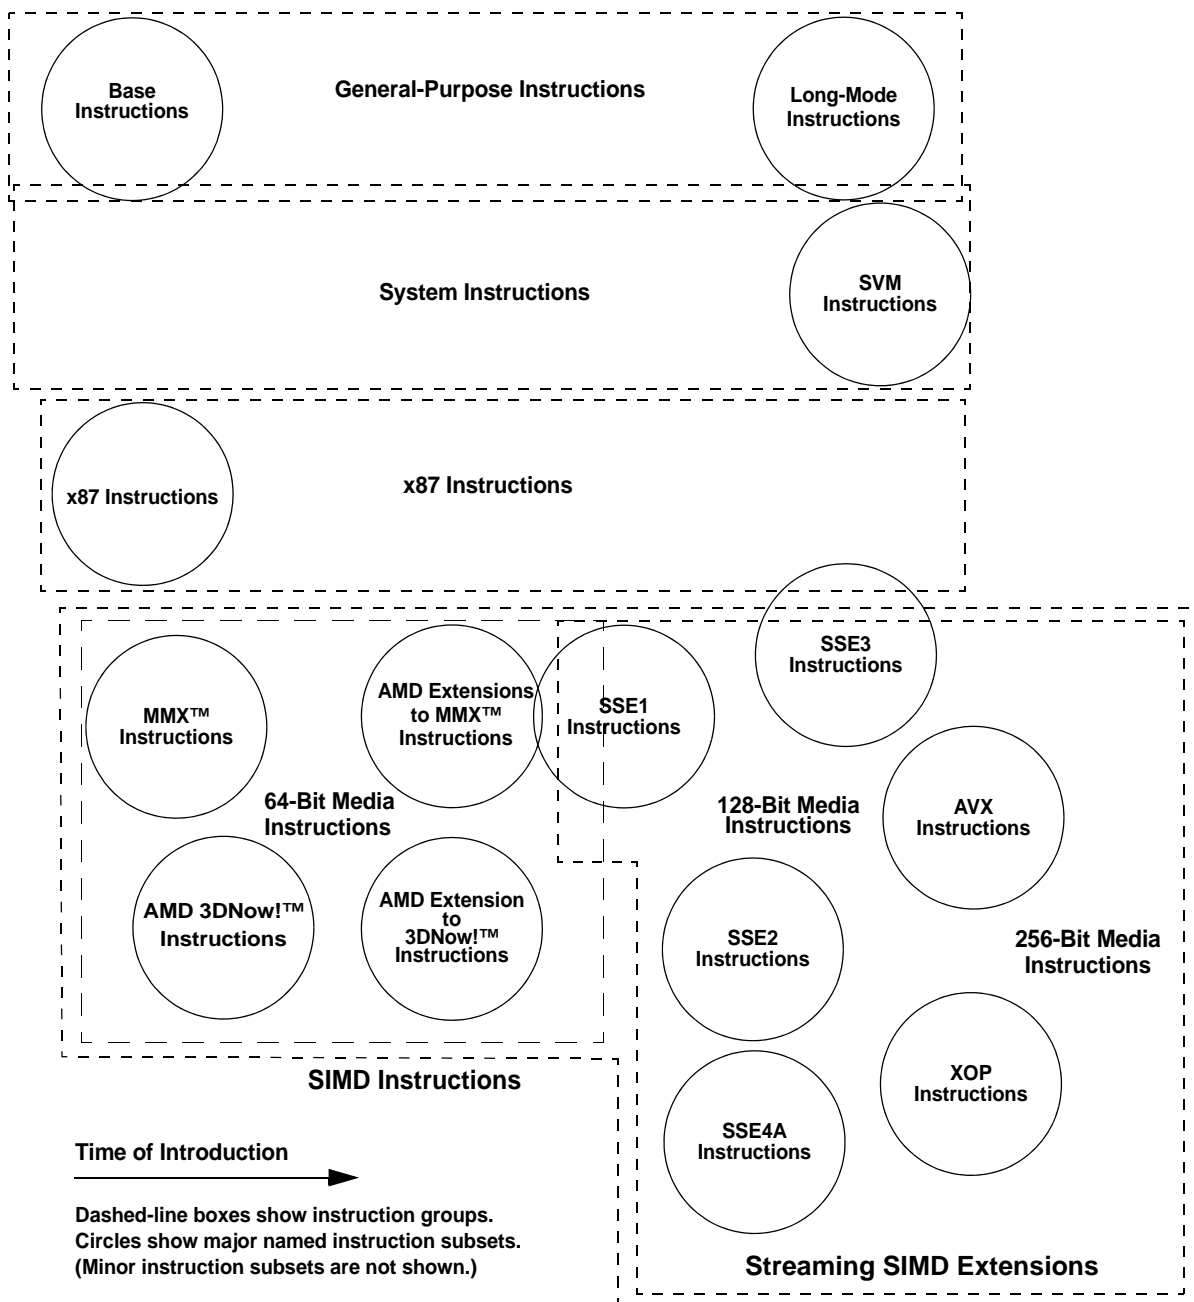 Base
Instructions
General-Purpose Instructions
Long-Mode
Instructions
System Instructions
SVM
Instructions
x87 Instructions
x87 Instructions
SSE3
Instructions
MMX™
Instructions
AMD Extensions
to MMX™
Instructions
SSE1
Instructions
64-Bit Media
Instructions
128-Bit Media
Instructions
AVX
Instructions
AMD 3DNow!™
Instructions
AMD Extension
to
3DNow!™
Instructions
SSE2
Instructions
256-Bit Media
Instructions
SIMD Instructions
XOP
Instructions
SSE4A
Instructions
Time of Introduction
Dashed-line boxes show instruction groups.
Circles show major named instruction subsets.
(Minor instruction subsets are not shown.)
Streaming SIMD Extensions